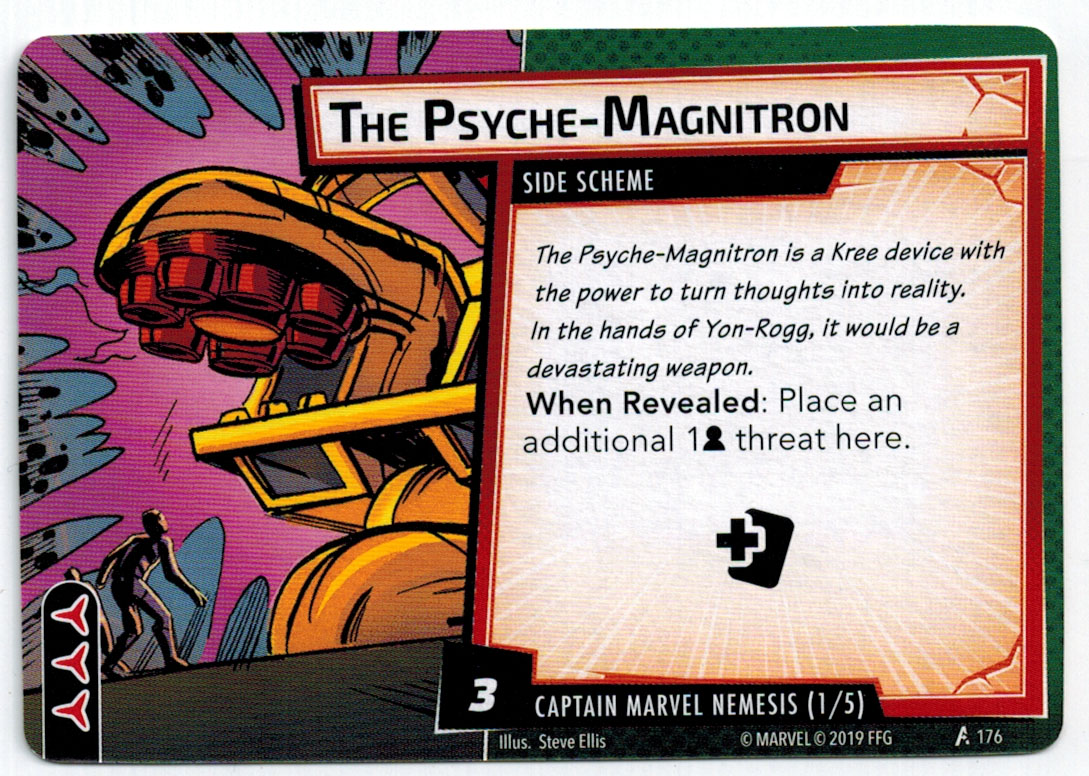 The Psyche-Magnitron
SIDE SCHEME
The Psyche-Magnitron is a Kree device with
the power to turn thoughts into reality.
In the hands of Yon-Rogg, it would be a
devastating weapon.
When Revealed: Place an
additional 1 threat here.
3
CAPTAIN MARVEL NEMESIS (1/5)
Illus. Steve Ellis
© MARVEL © 2019 FFG
176